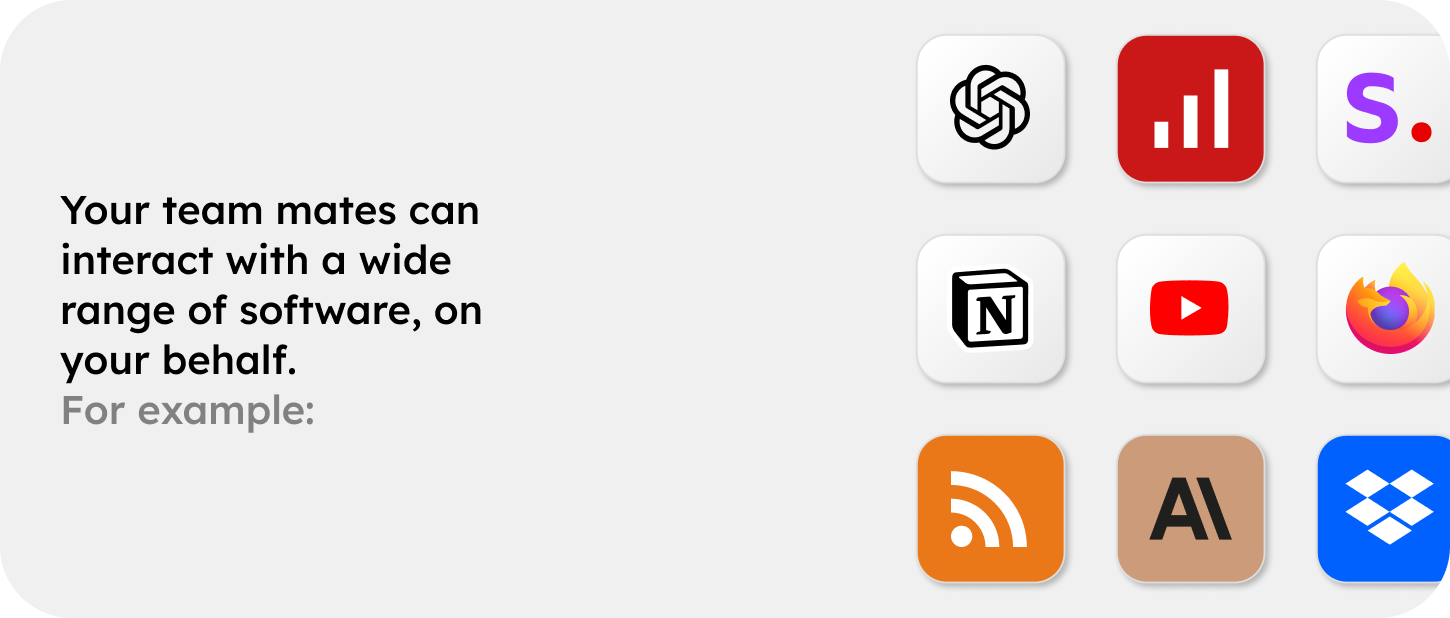 Your team mates can
interact with a wide
range of software, on
your behalf.
For example:
S.
N
A\